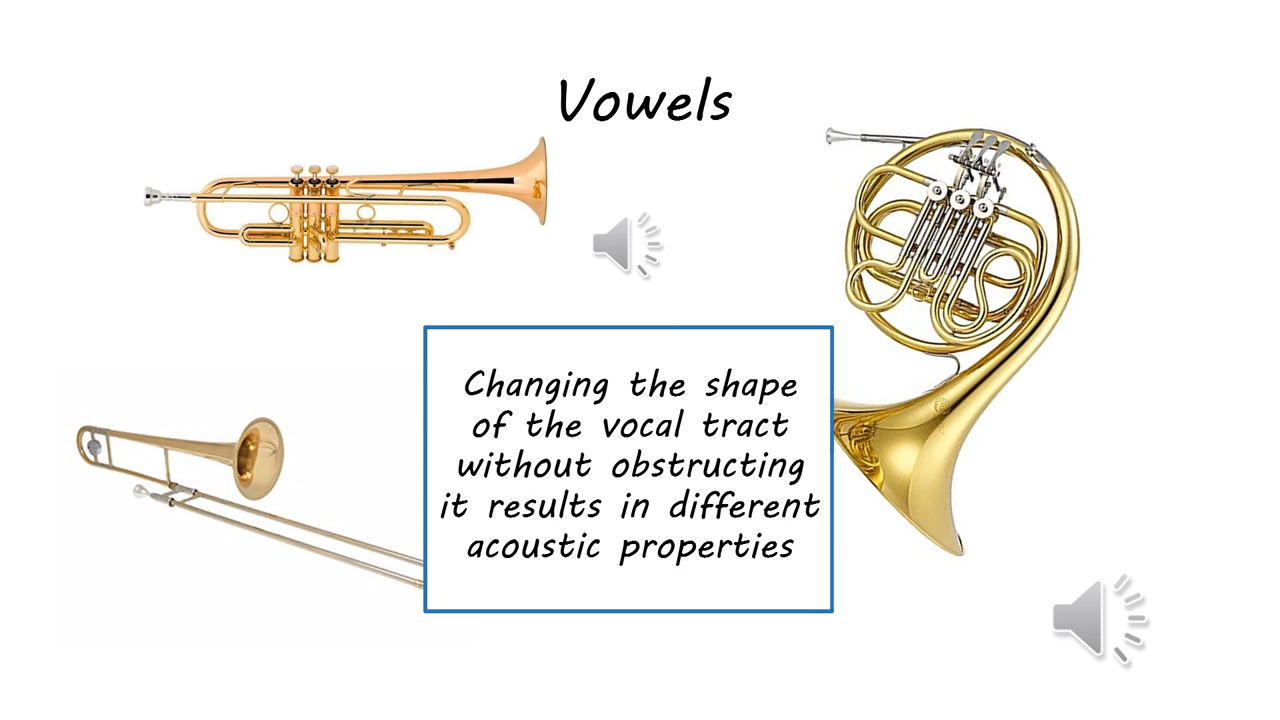 Vowels
Changing the shape
of the vocal tract
without obstructing
it results in different
acoustic properties